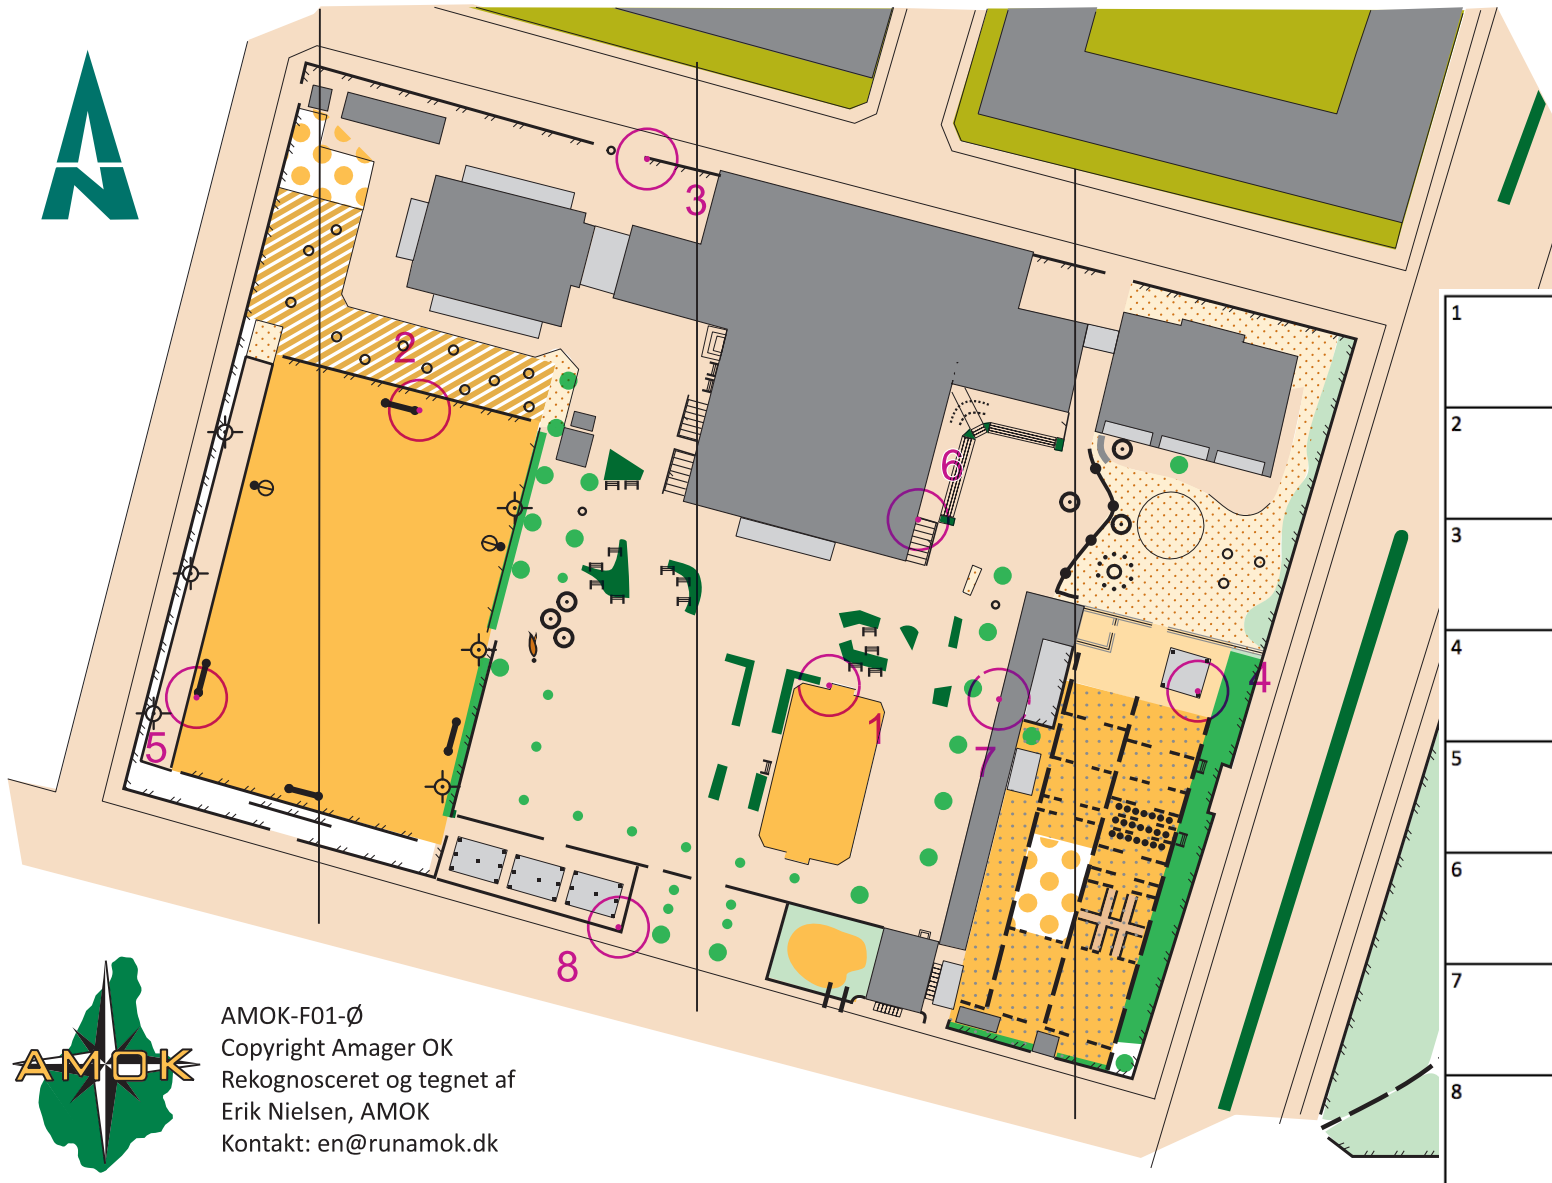 3
2
6
4
1
7
5
8
1
2
3
4
5
6
7
8
AMOK
AMOK-F01-Ø
Copyright Amager OK
Rekognosceret og tegnet af
Erik Nielsen, AMOK
Kontakt: en@runamok.dk